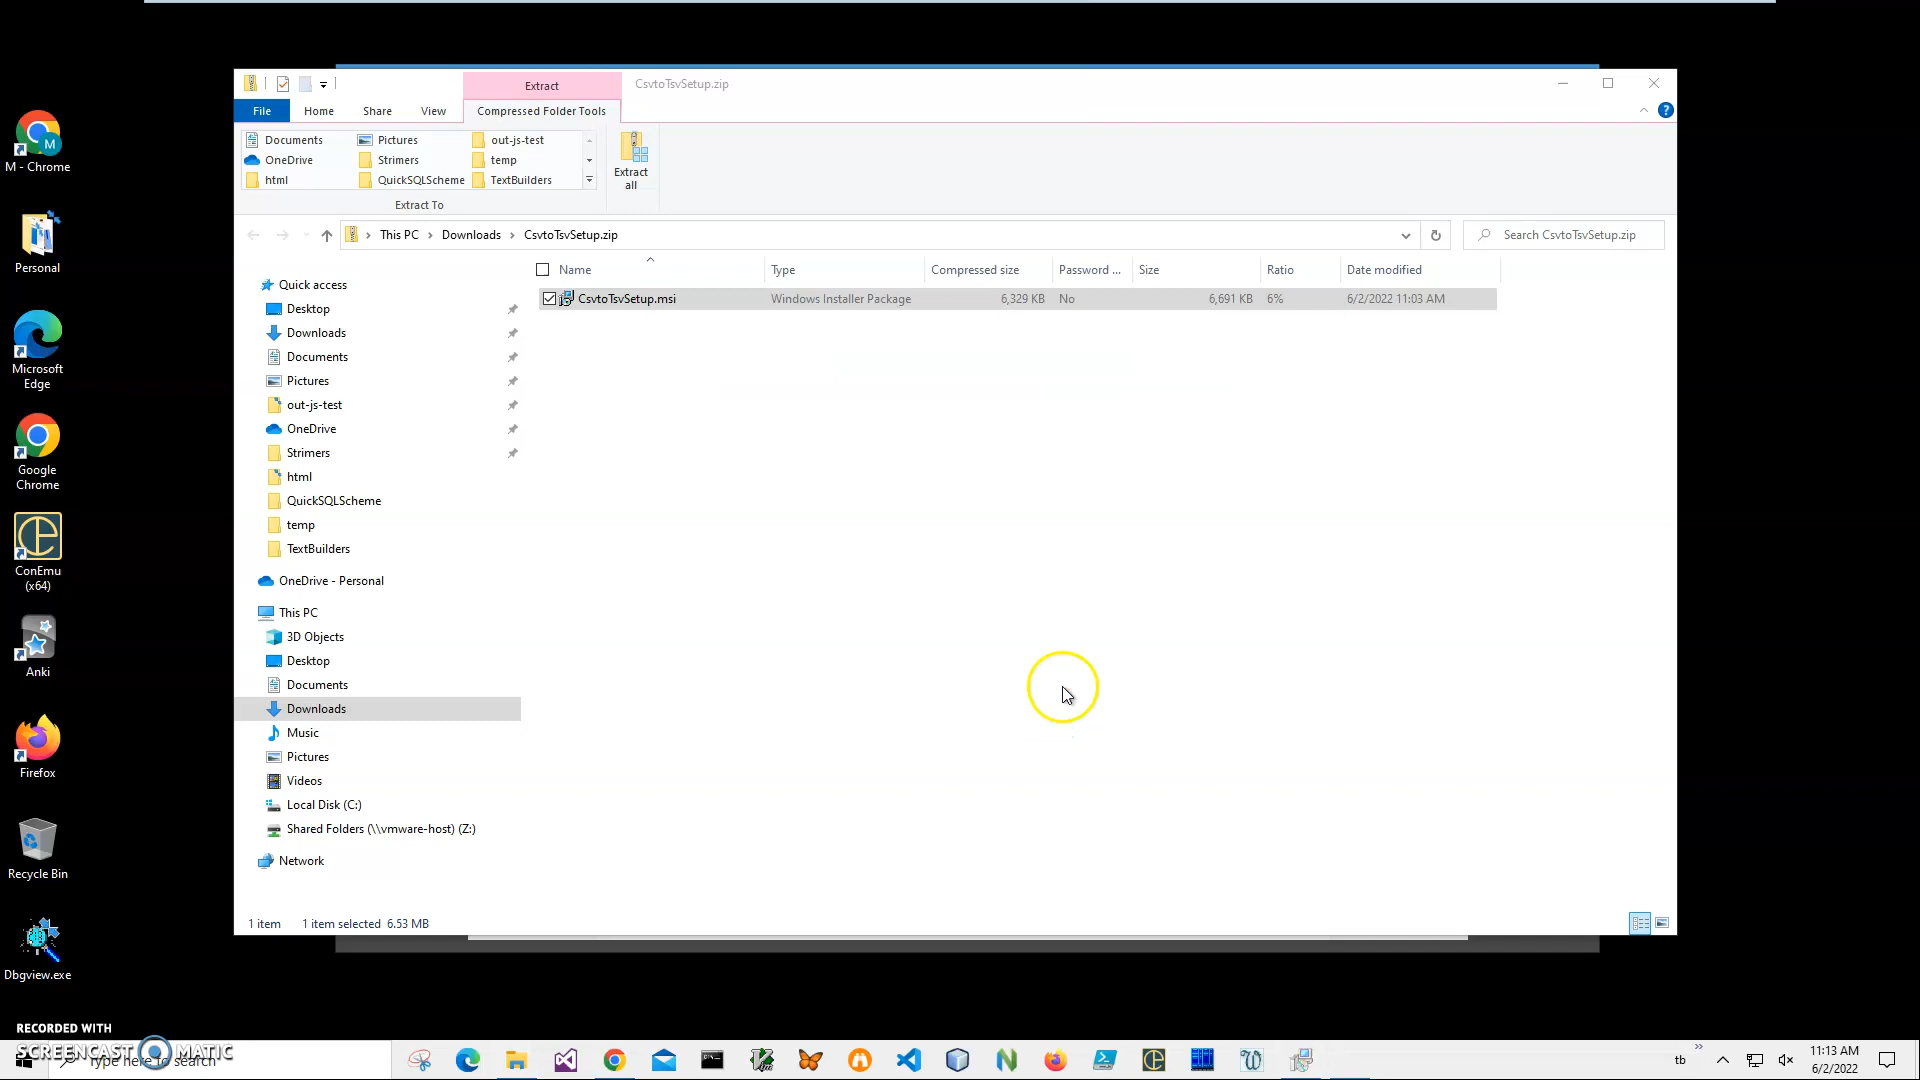 Extract
CsvtoTsvSetup.zip
File
Home
Share
View
Compressed Folder Tools
Documents
Pictures
out-js-test
OneDrive
Strimers
temp
html
QuickSQLScheme
TextBuilders
Extract
all
Extract To
This PC
Downloads
CsvtoTsvSetup.zip
Search CsvtoTsvSetup.zip
Name
Type
Compressed size
Password ...
Size
Ratio
Date modified
CsvtoTsvSetup.msi
Windows Installer Package
6,329 KB
No
6,691 KB
6%
6/2/2022 11:03 AM
Quick access
Desktop
Downloads
Documents
Pictures
out-js-test
OneDrive
Strimers
html
QuickSQLScheme
temp
TextBuilders
OneDrive - Personal
This PC
3D Objects
Desktop
Documents
Downloads
Music
Pictures
Videos
Local Disk (C:)
Shared Folders (\\vmware-host) (Z:)
Network
1 item
1 item selected 6.53 MB
M - Chrome
Personal
Microsoft
Edge
Google
Chrome
ConEmu
(x64)
Anki
Firefox
Recycle Bin
Dbgview.exe
RECORDED WITH
SCREENCAST MATIC
Type here to search
tb
11:13 AM
6/2/2022